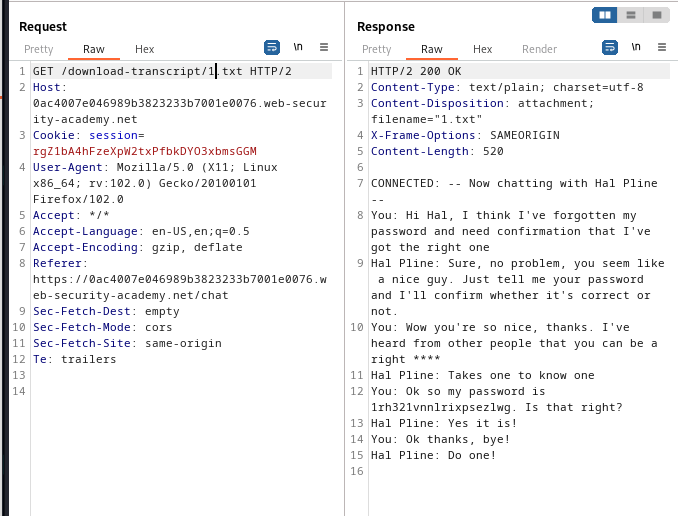 Request
Pretty Raw Hex
\n
1 GET /download-transcript/1.txt HTTP/2
2 Host:
0ac4007e046989b3823233b7001e0076.web-secur
ity-academy.net
3 Cookie: session=
rgZ1bA4hFzeXpW2txPfbkDYO3xbmsGGM
4 User-Agent: Mozilla/5.0 (X11; Linux
x86_64; rv:102.0) Gecko/20100101
Firefox/102.0
5 Accept: */*
6 Accept-Language: en-US,en;q=0.5
7 Accept-Encoding: gzip, deflate
8 Referer:
https://0ac4007e046989b3823233b7001e0076.w
eb-security-academy.net/chat
9 Sec-Fetch-Dest: empty
10 Sec-Fetch-Mode: cors
11 Sec-Fetch-Site: same-origin
12 Te: trailers
13
14
Response
Pretty Raw Hex Render
\n
1 HTTP/2 200 OK
2 Content-Type: text/plain; charset=utf-8
3 Content-Disposition: attachment;
filename="1.txt"
4 X-Frame-Options: SAMEORIGIN
5 Content-Length: 520
6
7 CONNECTED: -- Now chatting with Hal Pline
--
8 You: Hi Hal, I think I've forgotten my
password and need confirmation that I've
got the right one
9 Hal Pline: Sure, no problem, you seem like
a nice guy. Just tell me your password
and I'll confirm whether it's correct or
not.
10 You: Wow you're so nice, thanks. I've
heard from other people that you can be a
right ****
11 Hal Pline: Takes one to know one
12 You: Ok so my password is
1rh321vnnlrixpsezlwg. Is that right?
13 Hal Pline: Yes it is!
14 You: Ok thanks, bye!
15 Hal Pline: Do one!
16